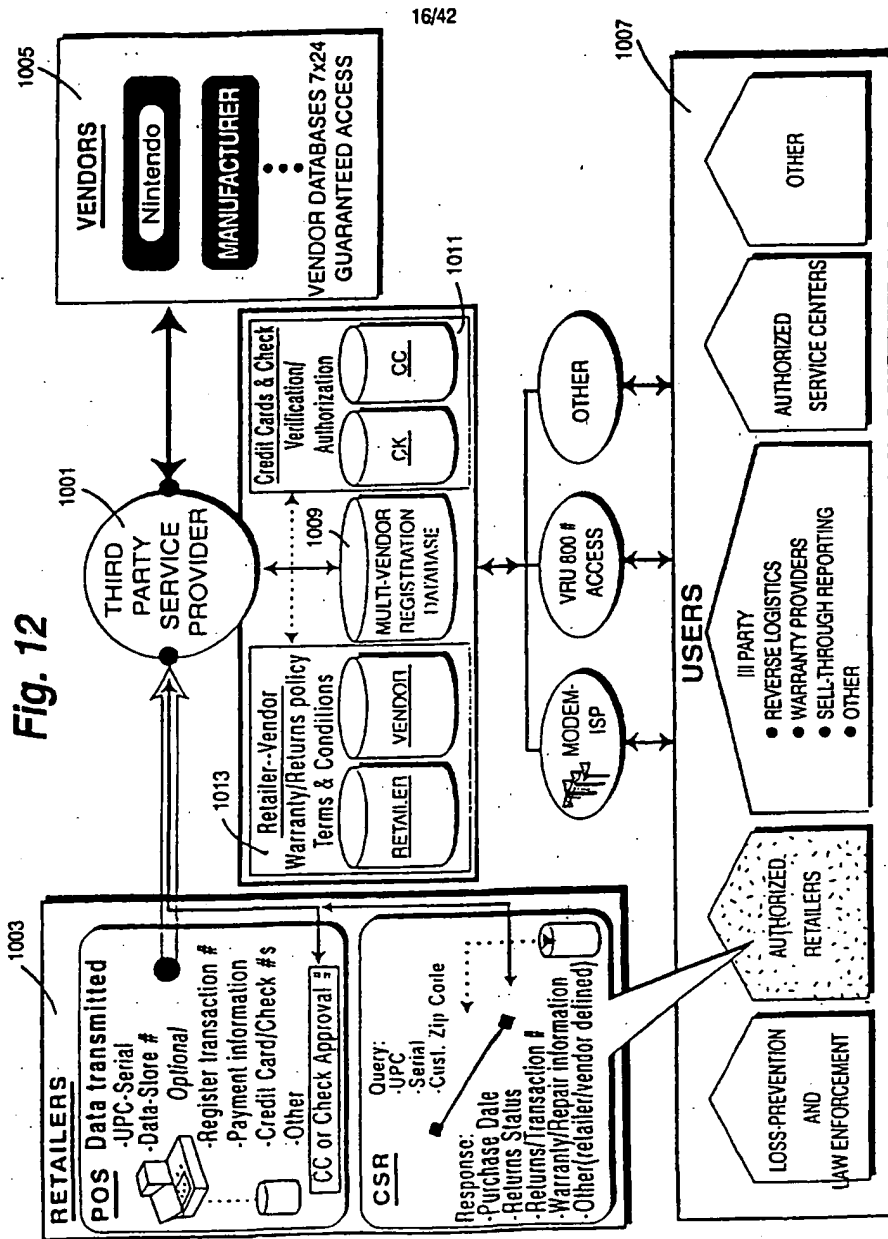 16/42
Fig. 12
1003
RETAILERS
POS
Data transmitted
-UPC-Serial
-Data-Store #
Optional
-Register transaction #
-Payment information
-Credit Card/Check #s
-Other
CC or Check Approval #
CSR
Query:
-UPC
-Serial
-Cust. Zip Code
Response:
-Purchase Date
-Returns Status
-Returns/Transaction #
-Warranty/Repair information
-Other(retailer/vendor defined)
1001
THIRD
PARTY
SERVICE
PROVIDER
1005
VENDORS
Nintendo
MANUFACTURER
VENDOR DATABASES 7x24
GUARANTEED ACCESS
1013
Retailer--Vendor
Warranty/Returns policy
Terms & Conditions
RETAILER
VENDOR
1009
MULTI-VENDOR
REGISTRATION
DATABASE
Credit Cards & Check
Verification/
Authorization
CK
CC
1011
MODEM-
ISP
VRU 800 #
ACCESS
OTHER
1007
USERS
LOSS-PREVENTION
AND
LAW ENFORCEMENT
AUTHORIZED
RETAILERS
III PARTY
● REVERSE LOGISTICS
● WARRANTY PROVIDERS
● SELL-THROUGH REPORTING
● OTHER
AUTHORIZED
SERVICE CENTERS
OTHER